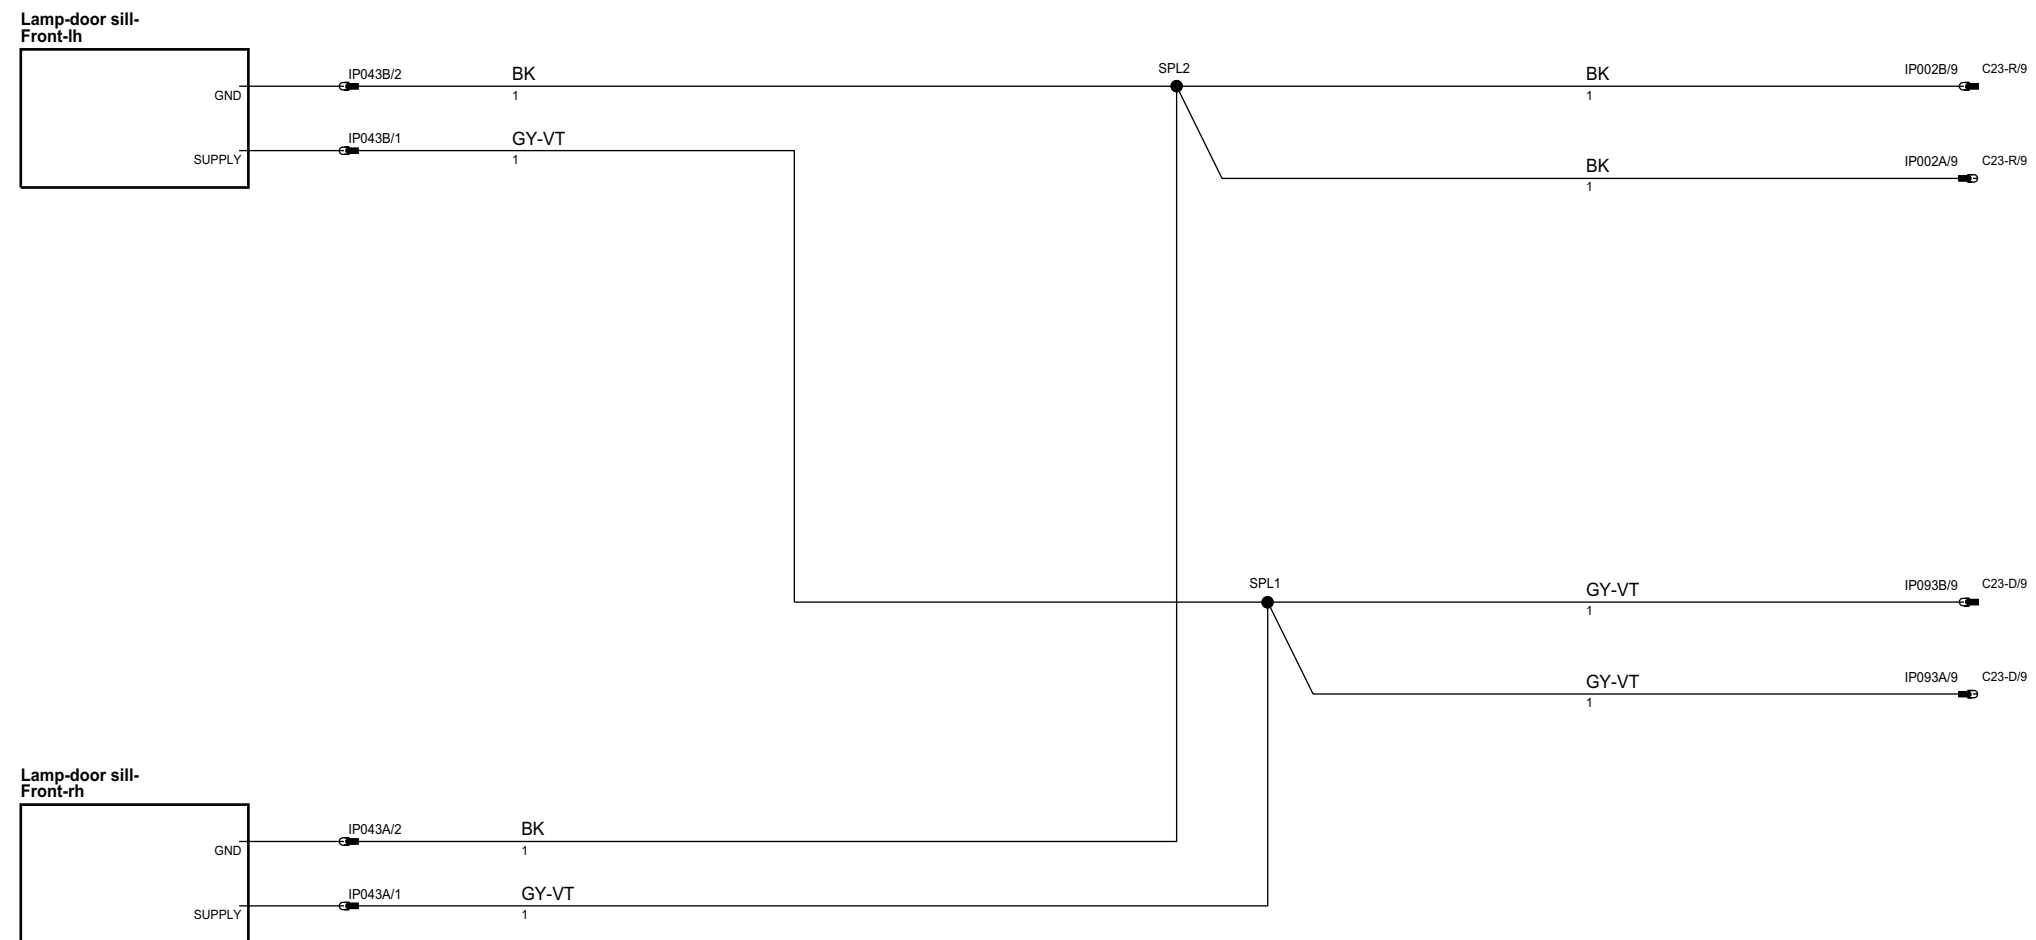 Lamp-door sill-
Front-lh
GND
SUPPLY
IP043B/2
BK
1
IP043B/1
GY-VT
1
SPL2
BK
1
IP002B/9
C23-R/9
BK
1
IP002A/9
C23-R/9
SPL1
GY-VT
1
IP093B/9
C23-D/9
GY-VT
1
IP093A/9
C23-D/9
Lamp-door sill-
Front-rh
GND
SUPPLY
IP043A/2
BK
1
IP043A/1
GY-VT
1